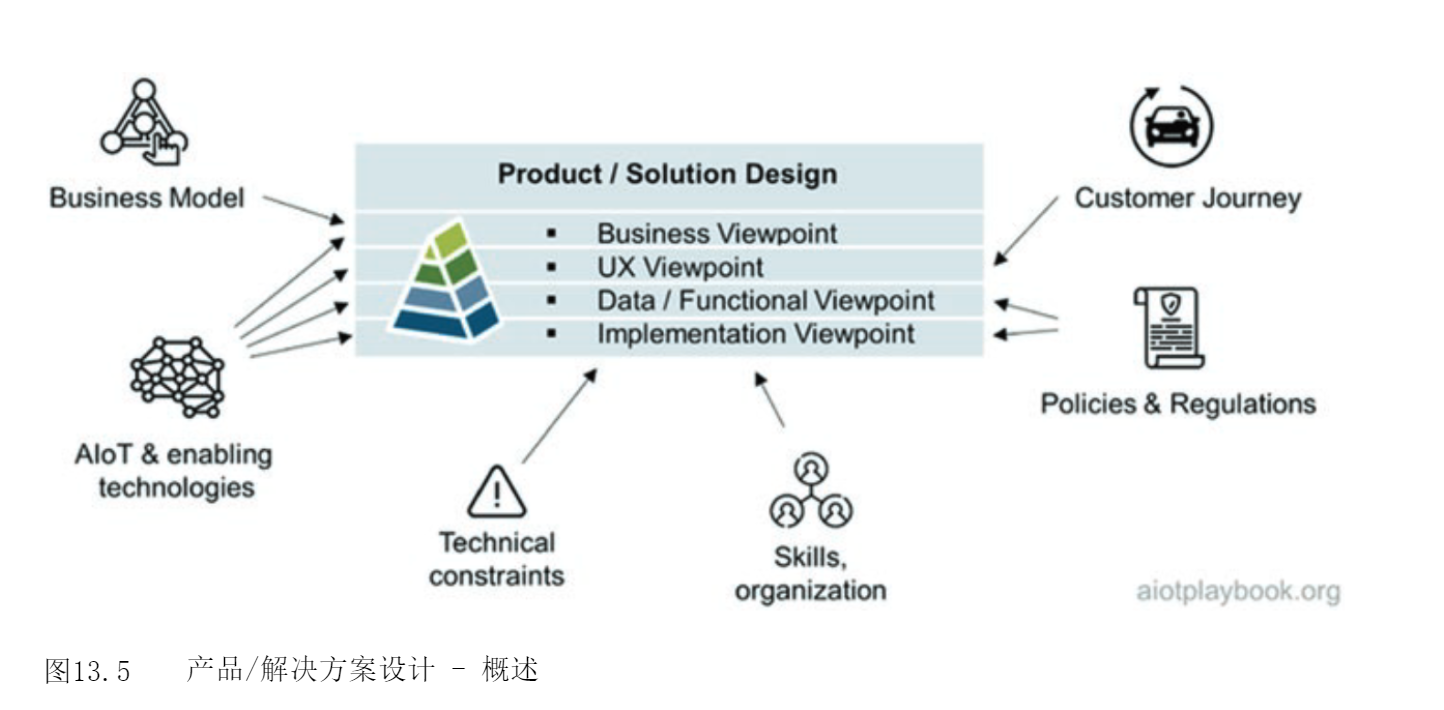 Business Model
Product / Solution Design
▪ Business Viewpoint
▪ UX Viewpoint
▪ Data / Functional Viewpoint
▪ Implementation Viewpoint
Customer Journey
Policies & Regulations
AIoT & enabling
technologies
Technical
constraints
Skills,
organization
aiotplaybook.org
图13.5 产品/解决方案设计 - 概述